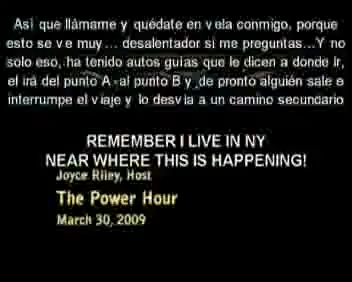 Asi que llámame y quédate en vela conmigo, porque
esto se ve muy... desalentador si me preguntas...Y no
solo eso, ha tenido autos guías que le dicen a donde ir,
el irá del punto A al punto B y de pronto alguién sale e
interrumpe el viaje y lo desvia a un camino secundario
REMEMBER I LIVE IN NY
NEAR WHERE THIS IS HAPPENING!
Joyce Riley, Host
The Power Hour
March 30, 2009